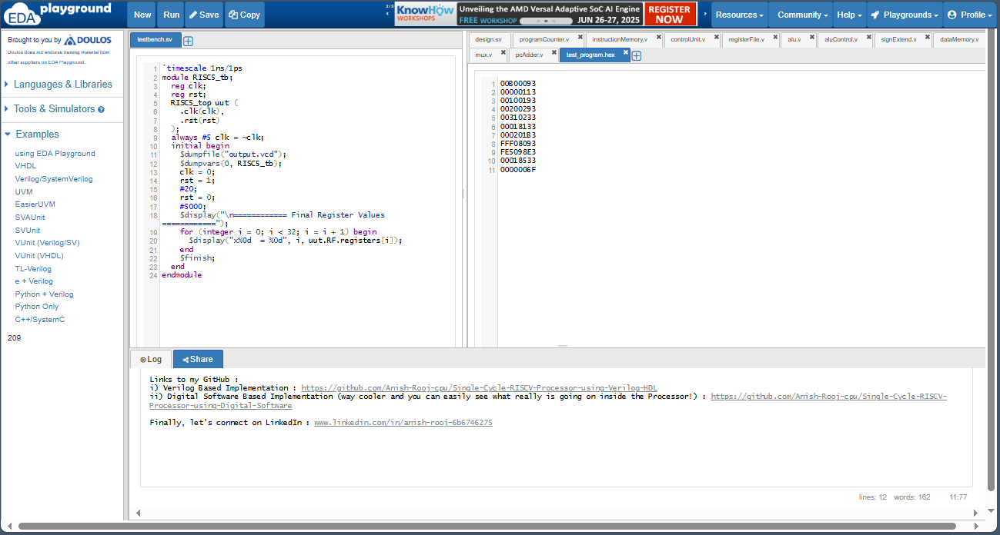 EDA playground
New
Run
Save
Copy
2/3
KnowHow WORKSHOPS
Unveiling the AMD Versal Adaptive SoC AI Engine
FREE WORKSHOP
JUN 26-27, 2025
REGISTER NOW
Resources
Community
Help
Playgrounds
Profile
Brought to you by DOULOS
Doulos does not endorse training material from
other suppliers on EDA Playground.
Languages & Libraries
Tools & Simulators
Examples
using EDA Playground
VHDL
Verilog/SystemVerilog
UVM
EasierUVM
SVAUnit
SVUnit
VUnit (Verilog/SV)
VUnit (VHDL)
TL-Verilog
e + Verilog
Python + Verilog
Python Only
C++/SystemC
209
testbench.sv
1 `timescale 1ns/1ps
2 module RISC5_tb;
3 reg clk;
4 reg rst;
5 RISC5_top uut (
6 .clk(clk),
7 .rst(rst)
8 );
9 always #5 clk = ~clk;
10 initial begin
11 $dumpfile("output.vcd");
12 $dumpvars(0, RISC5_tb);
13 clk = 0;
14 rst = 1;
15 #20;
16 rst = 0;
17 #5000;
18 $display("\n============ Final Register Values
============");
19 for (integer i = 0; i < 32; i = i + 1) begin
20 $display("x%0d  = %0d", i, uut.RF.registers[i]);
21 end
22 $finish;
23 end
24 endmodule
design.sv
programCounter.v
instructionMemory.v
controlUnit.v
registerFile.v
alu.v
aluControl.v
signExtend.v
dataMemory.v
mux.v
pcAdder.v
test_program.hex
1 00B00093
2 00000113
3 00100193
4 00200293
5 00310233
6 00018133
7 000201B3
8 FFF08093
9 FE5098E3
10 00018533
11 0000006F
Log
Share
Links to my GitHub :
i) Verilog Based Implementation : https://github.com/Anish-Rooj-cpu/Single-Cycle-RISCV-Processor-using-Verilog-HDL
ii) Digital Software Based Implementation (way cooler and you can easily see what really is going on inside the Processor!) : https://github.com/Anish-Rooj-cpu/Single-Cycle-RISCV-
Processor-using-Digital-Software
Finally, let's connect on LinkedIn : www.linkedin.com/in/anish-rooj-6b6746275
lines: 12 words: 162 11:77